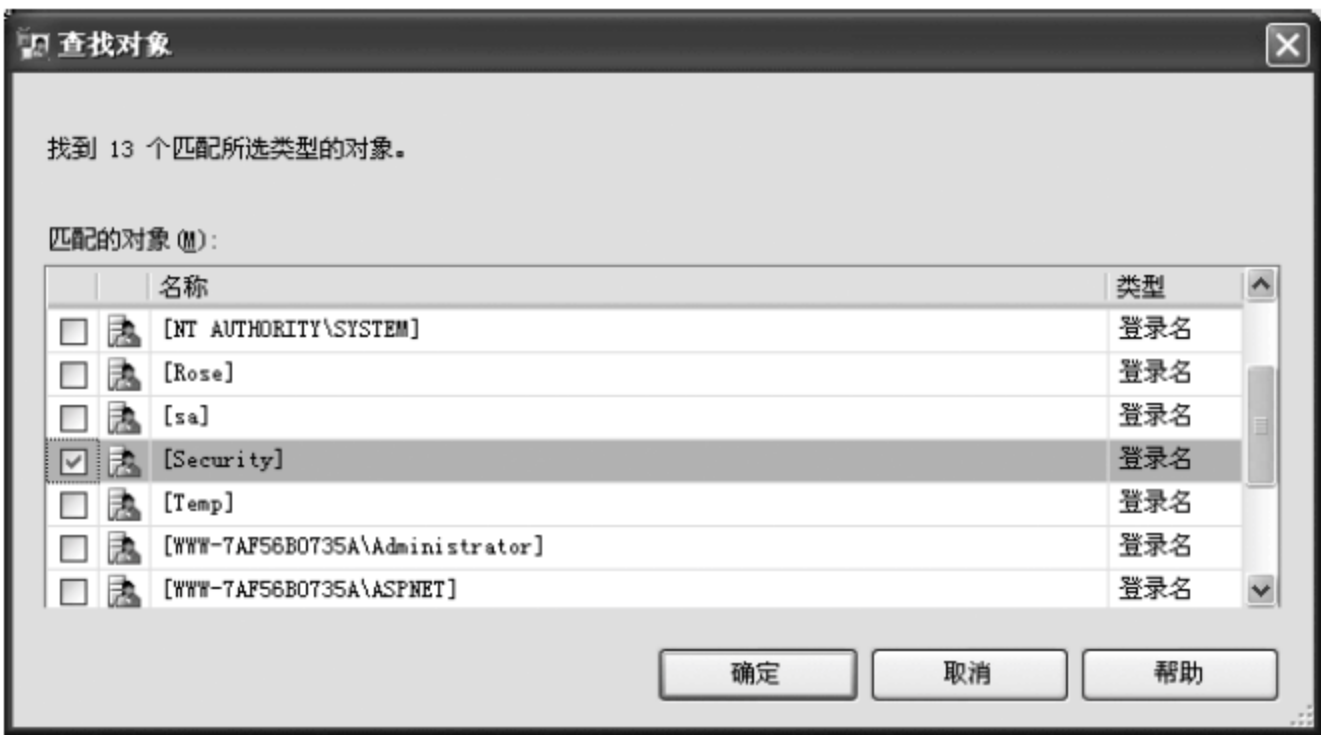 查找对象
找到 13 个匹配所选类型的对象。
匹配的对象(M):
名称 类型
[NT AUTHORITY\SYSTEM] 登录名
[Rose] 登录名
[sa] 登录名
[Security] 登录名
[Temp] 登录名
[WWW-7AF56B0735A\Administrator] 登录名
[WWW-7AF56B0735A\ASPNET] 登录名
确定 取消 帮助